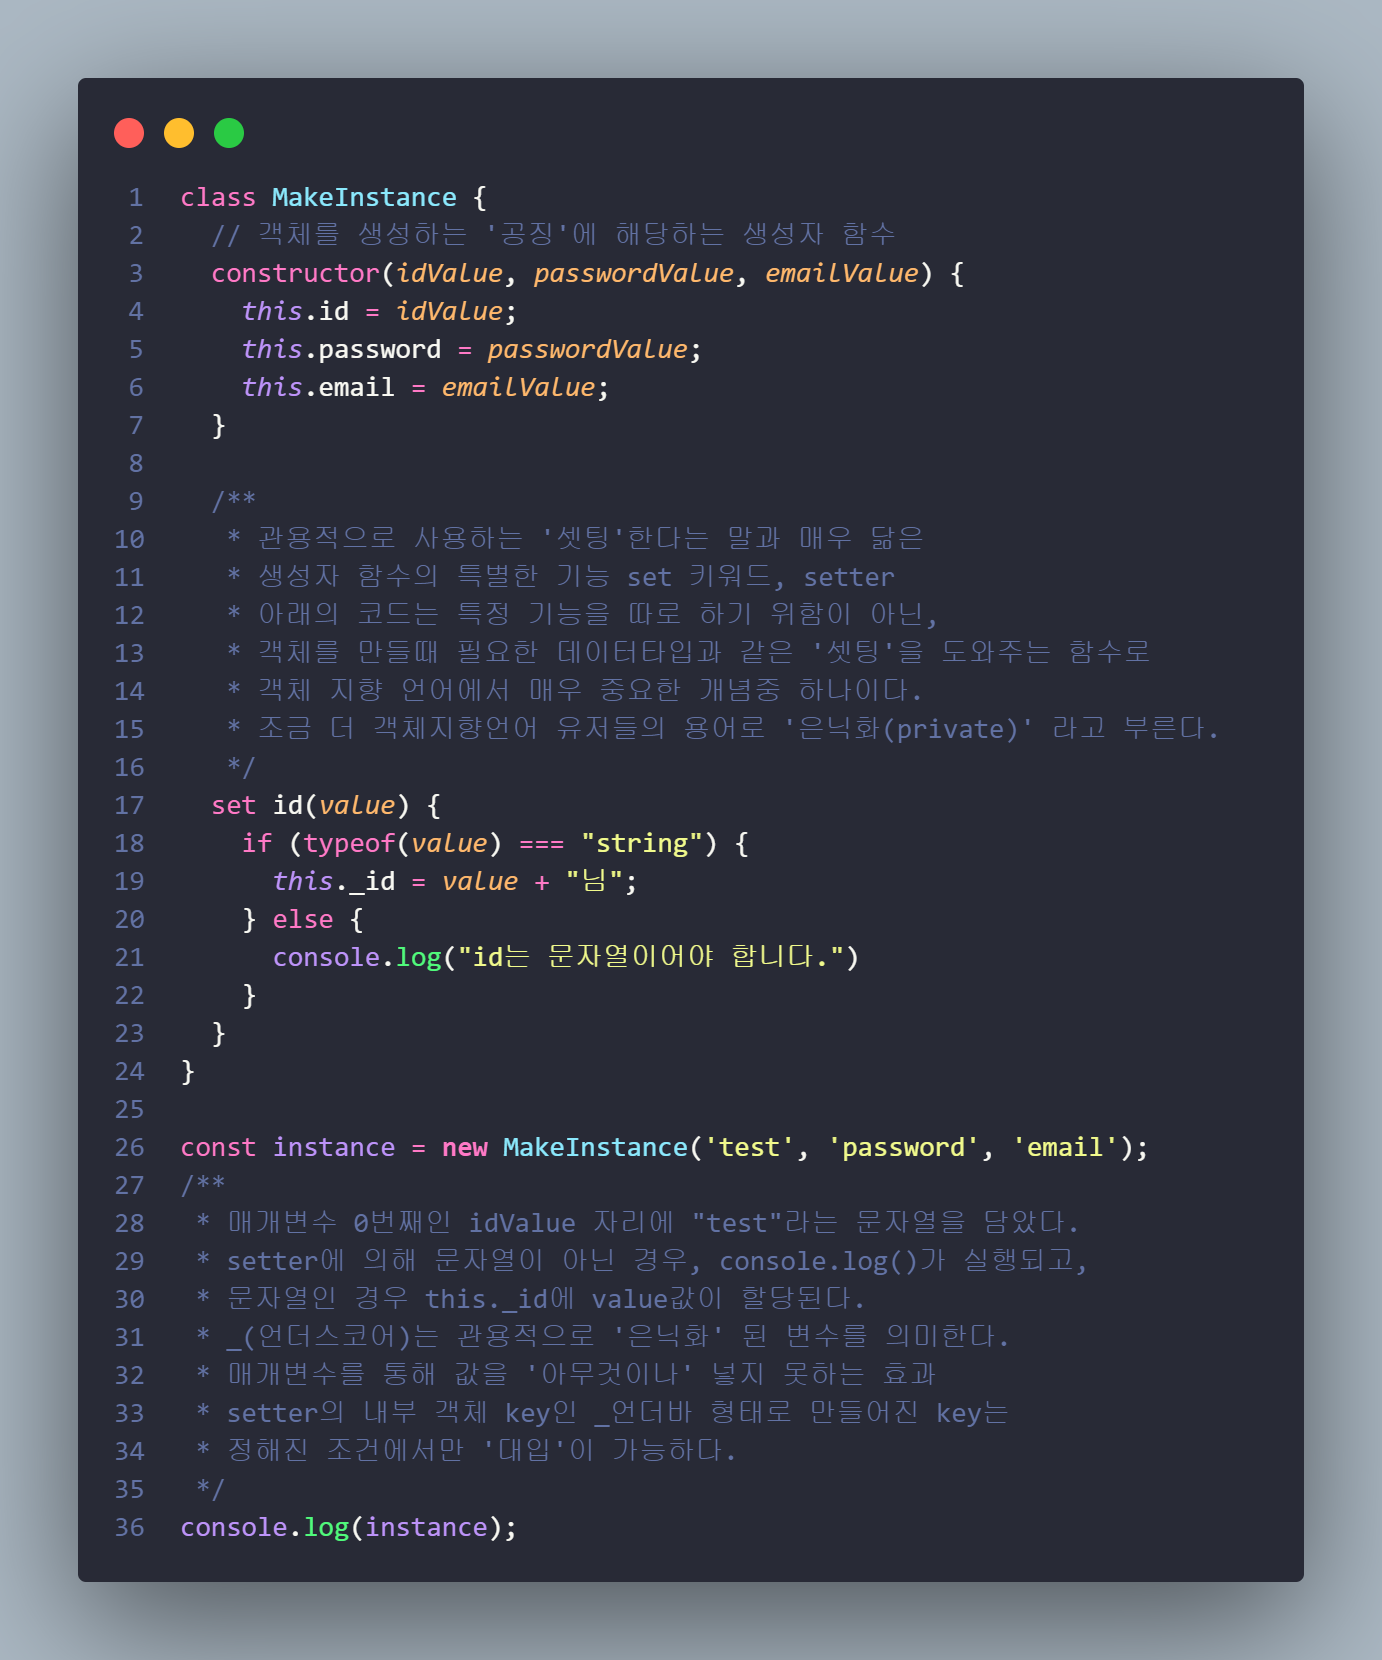 1 class MakeInstance {
2 // 객체를 생성하는 '공징'에 해당하는 생성자 함수
3 constructor(idValue, passwordValue, emailValue) {
4 this.id = idValue;
5 this.password = passwordValue;
6 this.email = emailValue;
7 }
8
9 /**
10 * 관용적으로 사용하는 '셋팅'한다는 말과 매우 닮은
11 * 생성자 함수의 특별한 기능 set 키워드, setter
12 * 아래의 코드는 특정 기능을 따로 하기 위함이 아닌,
13 * 객체를 만들때 필요한 데이터타입과 같은 '셋팅'을 도와주는 함수로
14 * 객체 지향 언어에서 매우 중요한 개념중 하나이다.
15 * 조금 더 객체지향언어 유저들의 용어로 '은닉화(private)' 라고 부른다.
16 */
17 set id(value) {
18 if (typeof(value) === "string") {
19 this._id = value + "님";
20 } else {
21 console.log("id는 문자열이어야 합니다.")
22 }
23 }
24 }
25
26 const instance = new MakeInstance('test', 'password', 'email');
27 /**
28 * 매개변수 0번째인 idValue 자리에 "test"라는 문자열을 담았다.
29 * setter에 의해 문자열이 아닌 경우, console.log()가 실행되고,
30 * 문자열인 경우 this._id에 value값이 할당된다.
31 * _(언더스코어)는 관용적으로 '은닉화' 된 변수를 의미한다.
32 * 매개변수를 통해 값을 '아무것이나' 넣지 못하는 효과
33 * setter의 내부 객체 key인 _언더바 형태로 만들어진 key는
34 * 정해진 조건에서만 '대입'이 가능하다.
35 */
36 console.log(instance);